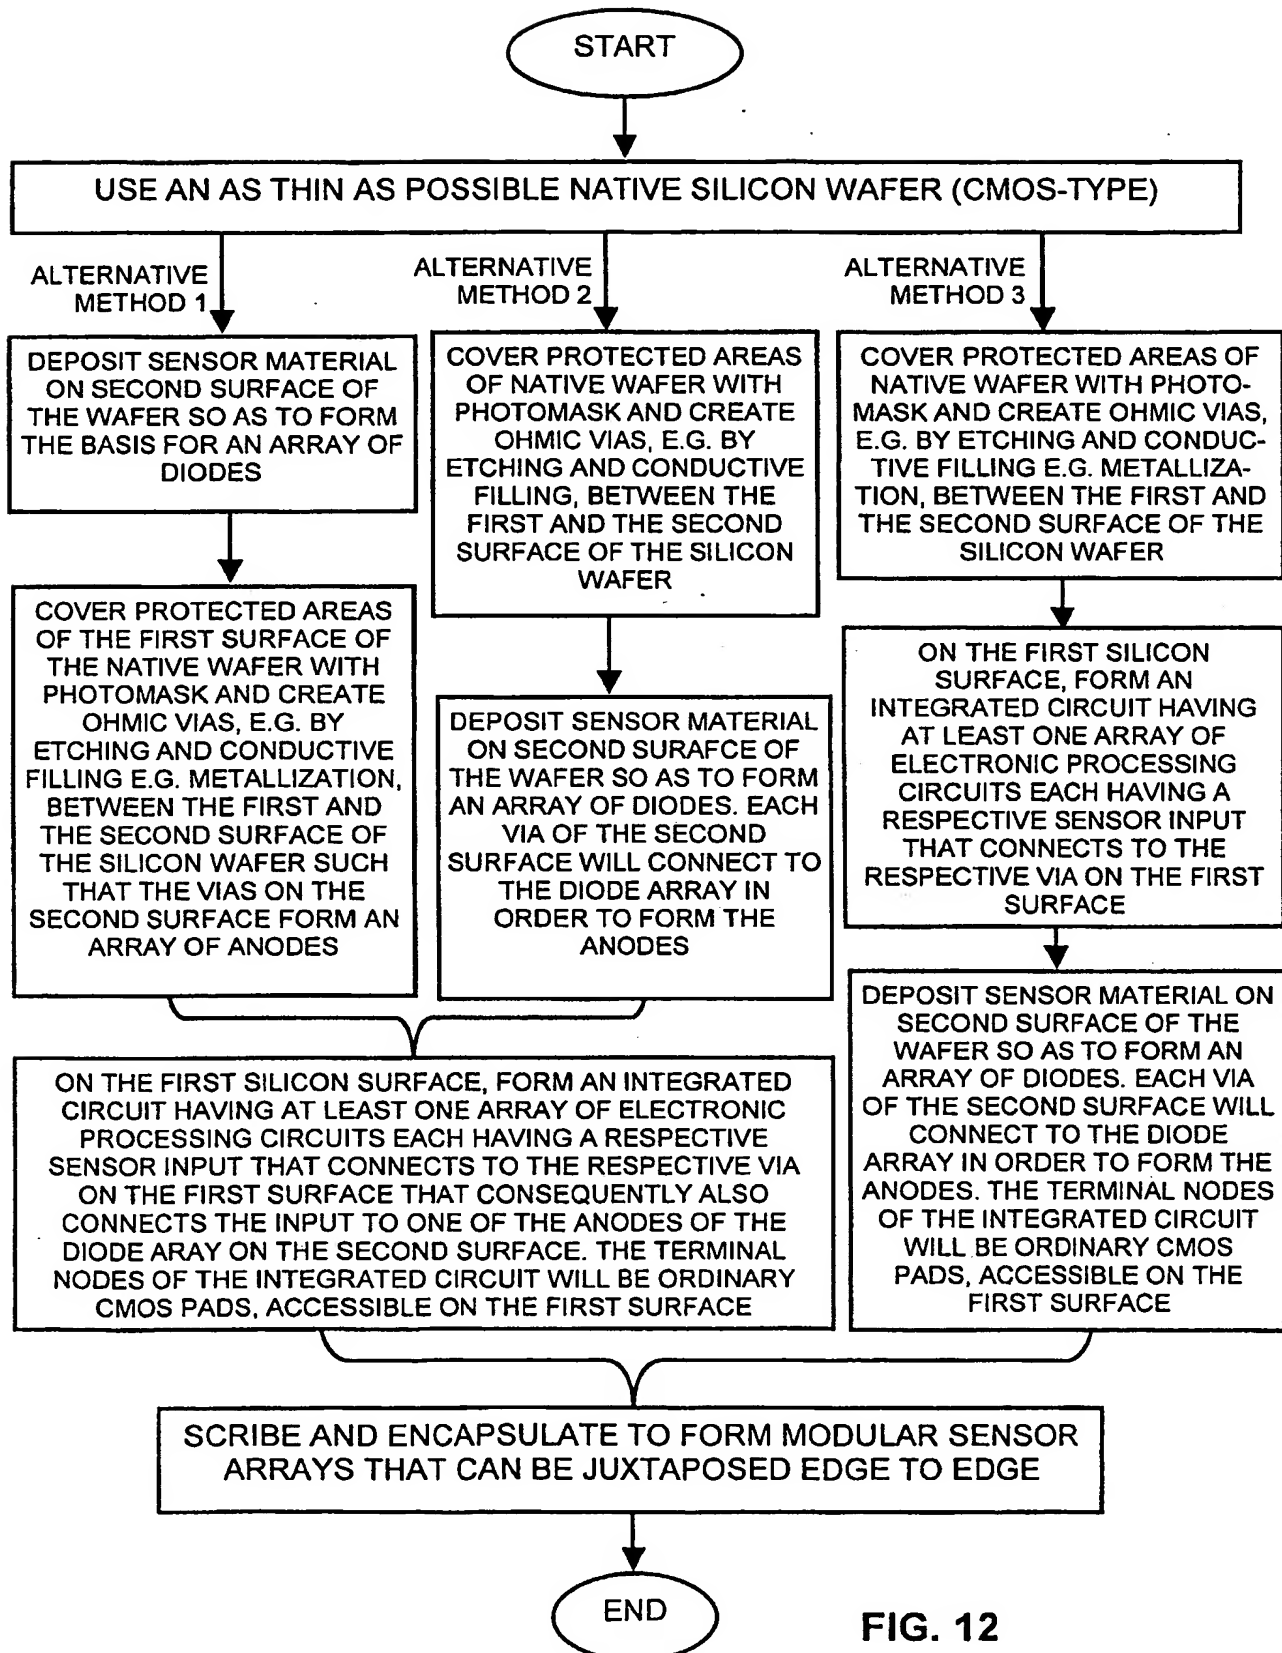 START
USE AN AS THIN AS POSSIBLE NATIVE SILICON WAFER (CMOS-TYPE)
ALTERNATIVE
METHOD 1
DEPOSIT SENSOR MATERIAL
ON SECOND SURFACE OF
THE WAFER SO AS TO FORM
THE BASIS FOR AN ARRAY OF
DIODES
COVER PROTECTED AREAS
OF THE FIRST SURFACE OF
THE NATIVE WAFER WITH
PHOTOMASK AND CREATE
OHMIC VIAS, E.G. BY
ETCHING AND CONDUCTIVE
FILLING E.G. METALLIZATION,
BETWEEN THE FIRST AND
THE SECOND SURFACE OF
THE SILICON WAFER SUCH
THAT THE VIAS ON THE
SECOND SURFACE FORM AN
ARRAY OF ANODES
ALTERNATIVE
METHOD 2
COVER PROTECTED AREAS
OF NATIVE WAFER WITH
PHOTOMASK AND CREATE
OHMIC VIAS, E.G. BY
ETCHING AND CONDUCTIVE
FILLING, BETWEEN THE
FIRST AND THE SECOND
SURFACE OF THE SILICON
WAFER
DEPOSIT SENSOR MATERIAL
ON SECOND SURAFCE OF
THE WAFER SO AS TO FORM
AN ARRAY OF DIODES. EACH
VIA OF THE SECOND
SURFACE WILL CONNECT TO
THE DIODE ARRAY IN
ORDER TO FORM THE
ANODES
ON THE FIRST SILICON SURFACE, FORM AN INTEGRATED
CIRCUIT HAVING AT LEAST ONE ARRAY OF ELECTRONIC
PROCESSING CIRCUITS EACH HAVING A RESPECTIVE
SENSOR INPUT THAT CONNECTS TO THE RESPECTIVE VIA
ON THE FIRST SURFACE THAT CONSEQUENTLY ALSO
CONNECTS THE INPUT TO ONE OF THE ANODES OF THE
DIODE ARAY ON THE SECOND SURFACE. THE TERMINAL
NODES OF THE INTEGRATED CIRCUIT WILL BE ORDINARY
CMOS PADS, ACCESSIBLE ON THE FIRST SURFACE
ALTERNATIVE
METHOD 3
COVER PROTECTED AREAS OF
NATIVE WAFER WITH PHOTO-
MASK AND CREATE OHMIC VIAS,
E.G. BY ETCHING AND CONDUC-
TIVE FILLING E.G. METALLIZA-
TION, BETWEEN THE FIRST AND
THE SECOND SURFACE OF THE
SILICON WAFER
ON THE FIRST SILICON
SURFACE, FORM AN
INTEGRATED CIRCUIT HAVING
AT LEAST ONE ARRAY OF
ELECTRONIC PROCESSING
CIRCUITS EACH HAVING A
RESPECTIVE SENSOR INPUT
THAT CONNECTS TO THE
RESPECTIVE VIA ON THE FIRST
SURFACE
DEPOSIT SENSOR MATERIAL ON
SECOND SURFACE OF THE
WAFER SO AS TO FORM AN
ARRAY OF DIODES. EACH VIA
OF THE SECOND SURFACE WILL
CONNECT TO THE DIODE
ARRAY IN ORDER TO FORM THE
ANODES. THE TERMINAL NODES
OF THE INTEGRATED CIRCUIT
WILL BE ORDINARY CMOS
PADS, ACCESSIBLE ON THE
FIRST SURFACE
SCRIBE AND ENCAPSULATE TO FORM MODULAR SENSOR
ARRAYS THAT CAN BE JUXTAPOSED EDGE TO EDGE
END
FIG. 12